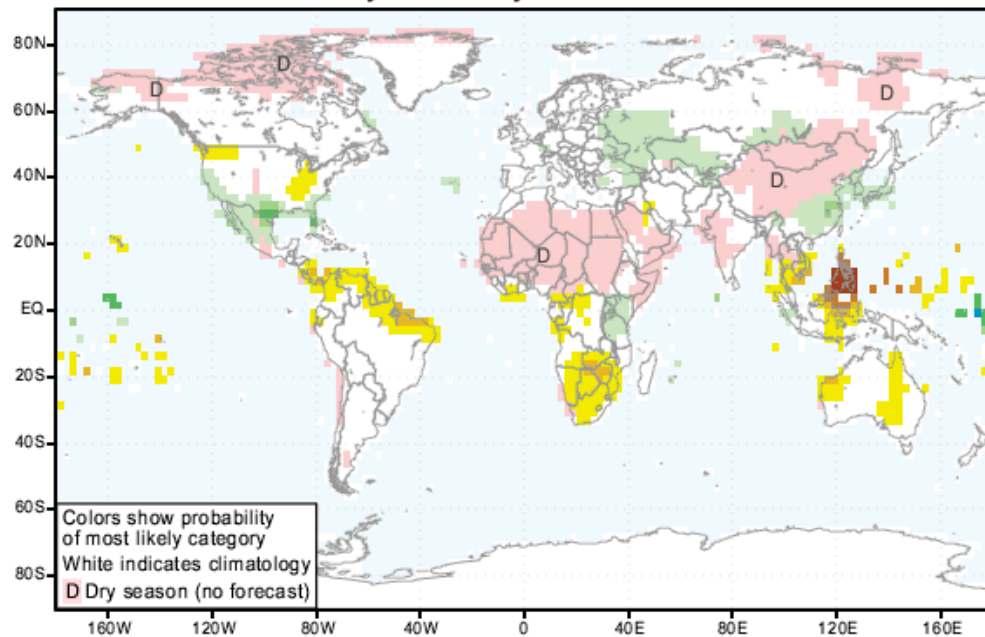 80N
D
D
D
60N
40N
D
20N
D
EQ
20S
40S
60S
Colors show probability
of most likely category
White indicates climatology
80S
D Dry season (no forecast)
160W 120W 80W 40W 0 40E 80E 120E 160E